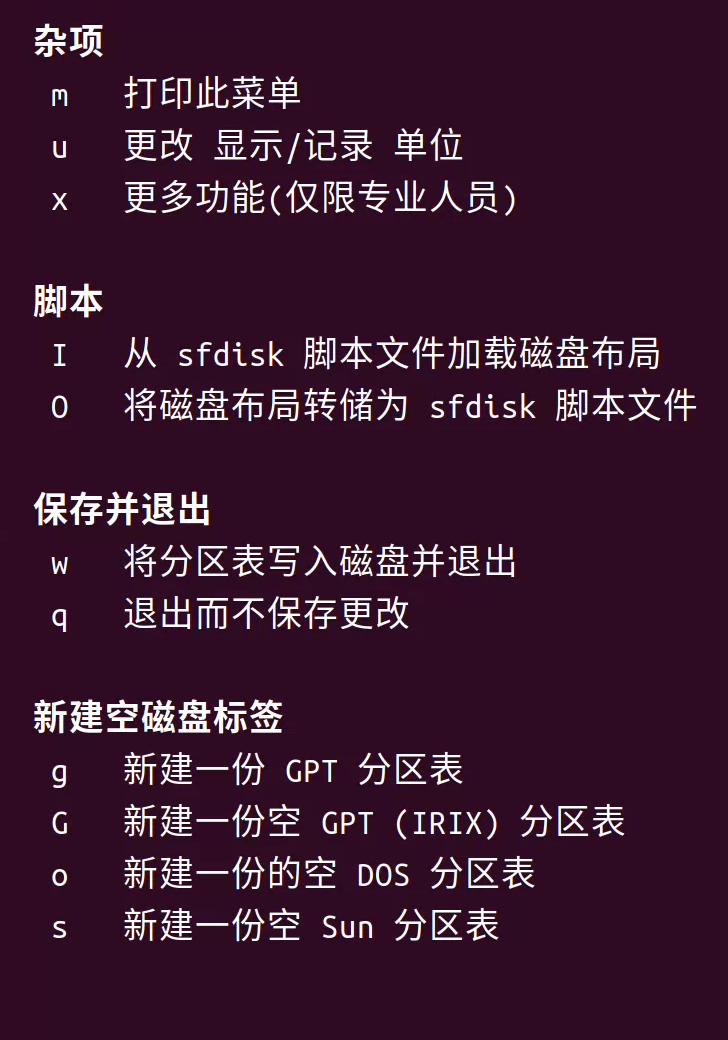 杂项
m 打印此菜单
u 更改 显示/记录 单位
x 更多功能(仅限专业人员)
脚本
I 从 sfdisk 脚本文件加载磁盘布局
O 将磁盘布局转储为 sfdisk 脚本文件
保存并退出
w 将分区表写入磁盘并退出
q 退出而不保存更改
新建空磁盘标签
g 新建一份 GPT 分区表
G 新建一份空 GPT (IRIX) 分区表
o 新建一份的空 DOS 分区表
s 新建一份空 Sun 分区表